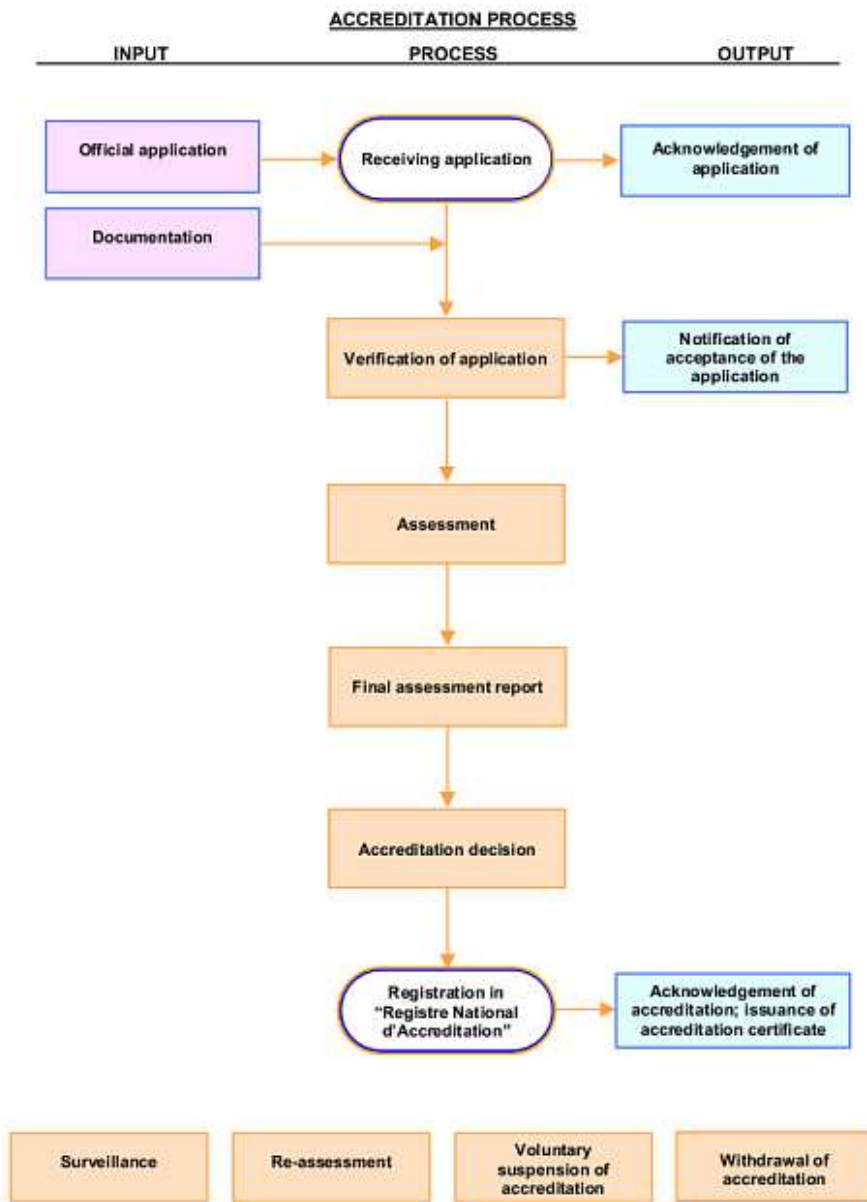 ACCREDITATION PROCESS
INPUT PROCESS OUTPUT
Official application
Receiving application
Acknowledgement of
application
Documentation
Verification of application
Notification of
acceptance of the
application
Assessment
Final assessment report
Accreditation decision
Registration in
"Registre National
d'Accreditation"
Acknowledgement of
accreditation; issuance of
accreditation certificate
Surveillance
Re-assessment
Voluntary
suspension of
accreditation
Withdrawal of
accreditation